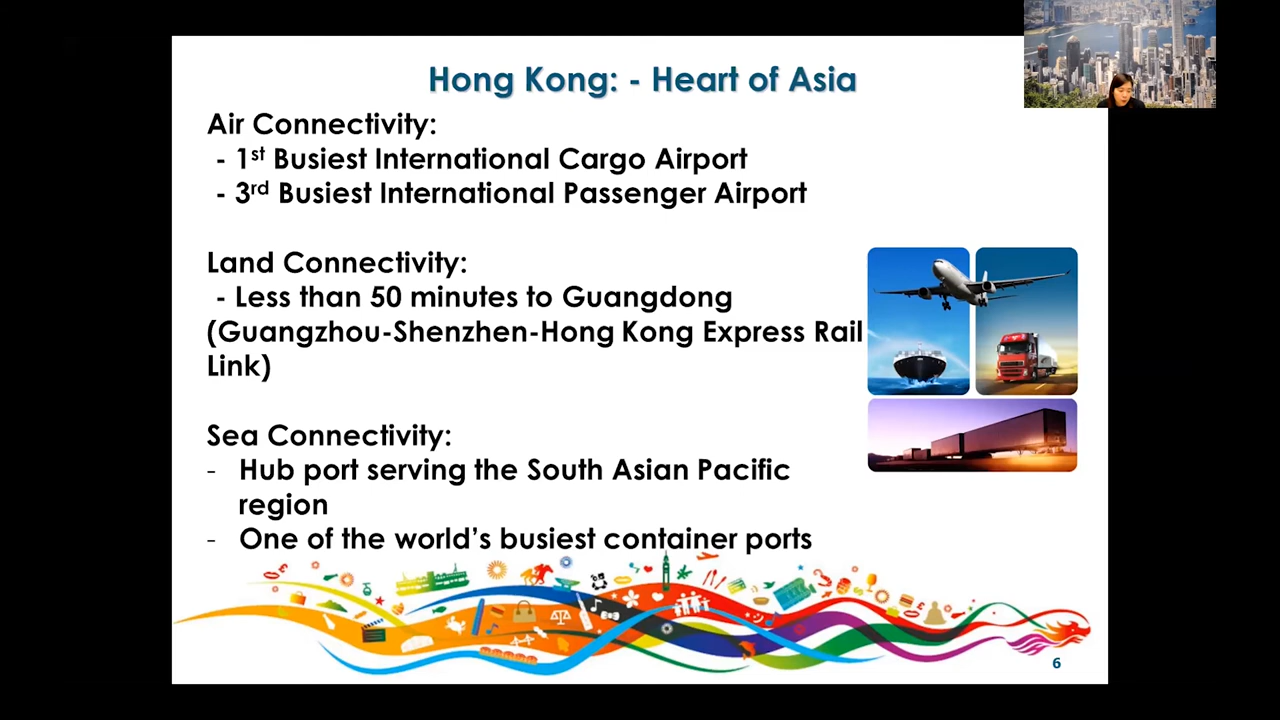 Hong Kong: - Heart of Asia
Air Connectivity:
- 1st Busiest International Cargo Airport
- 3rd Busiest International Passenger Airport
Land Connectivity:
- Less than 50 minutes to Guangdong
(Guangzhou-Shenzhen-Hong Kong Express Rail
Link)
Sea Connectivity:
- Hub port serving the South Asian Pacific
region
- One of the world's busiest container ports
6